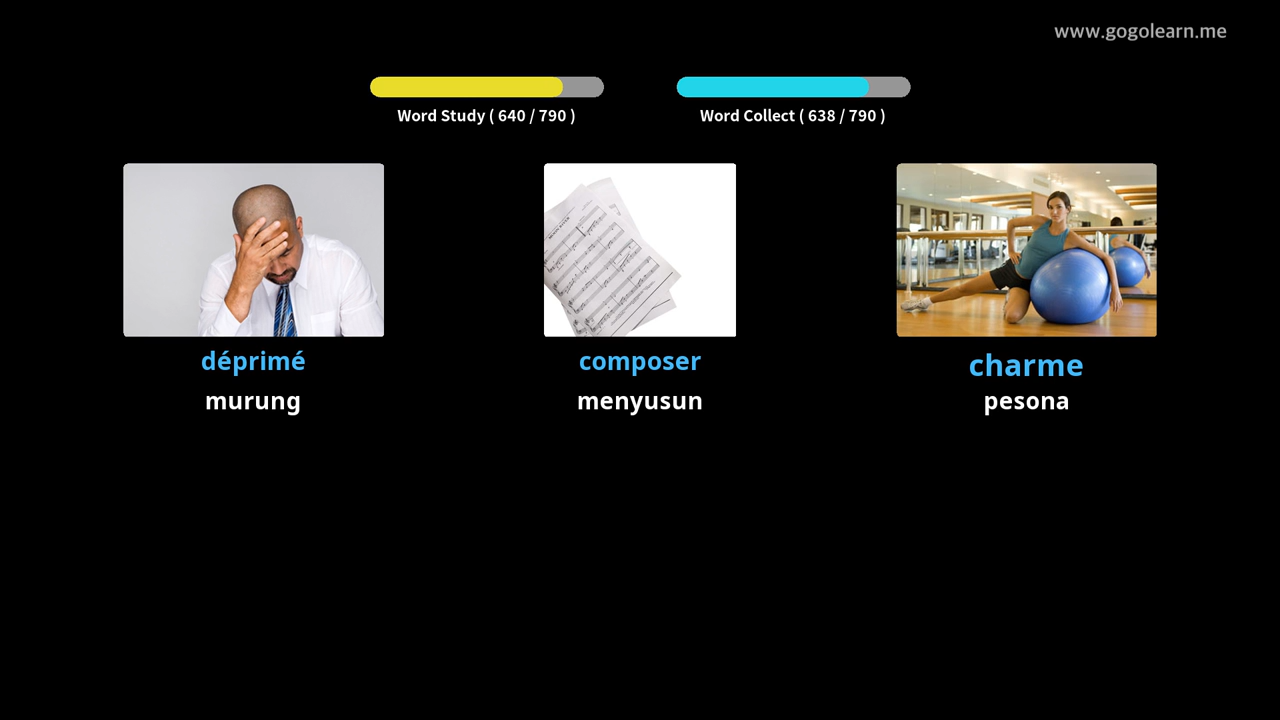 www.gogolearn.me
Word Study ( 640 / 790 )
Word Collect ( 638 / 790 )
déprimé
murung
composer
menyusun
charme
pesona